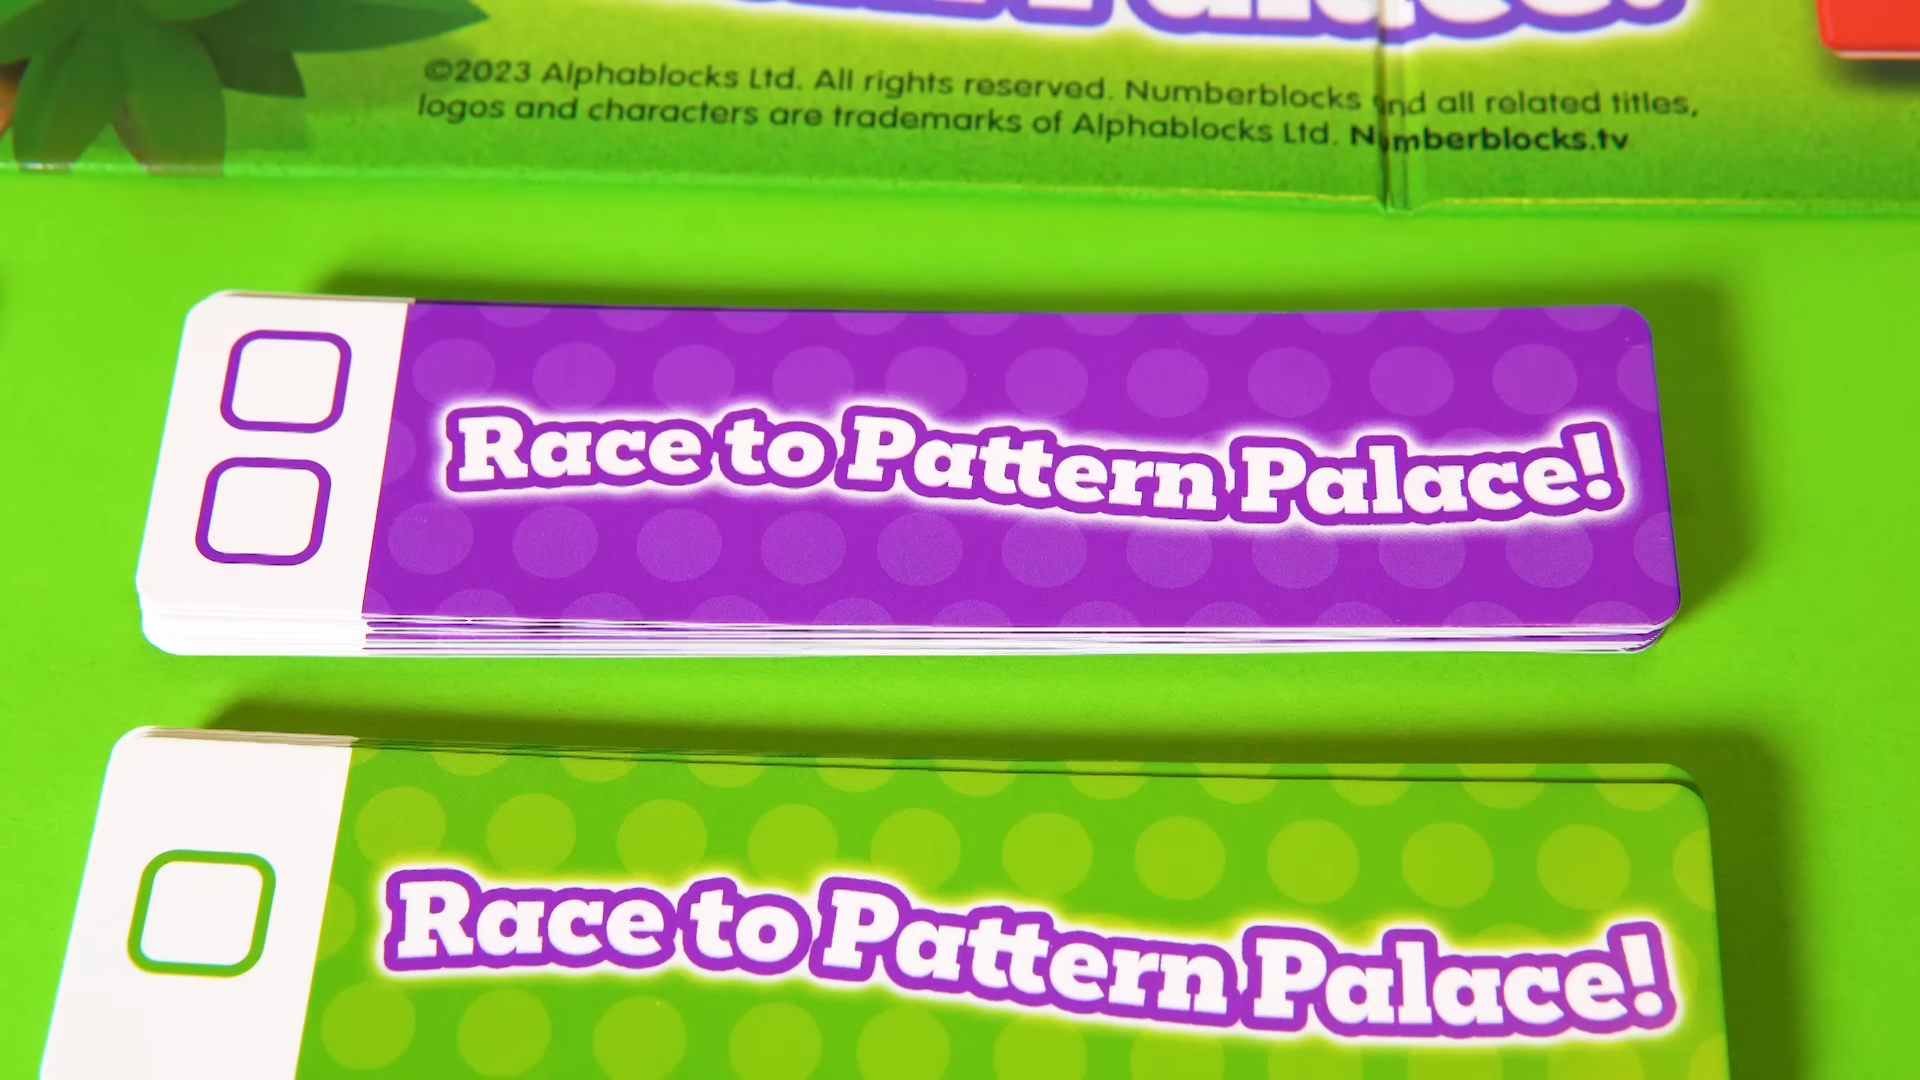 Palace!
©2023 Alphablocks Ltd. All rights reserved. Numberblocks and all related titles,
logos and characters are trademarks of Alphablocks Ltd. Numberblocks.tv
Race to Pattern Palace!
Race to Pattern Palace!